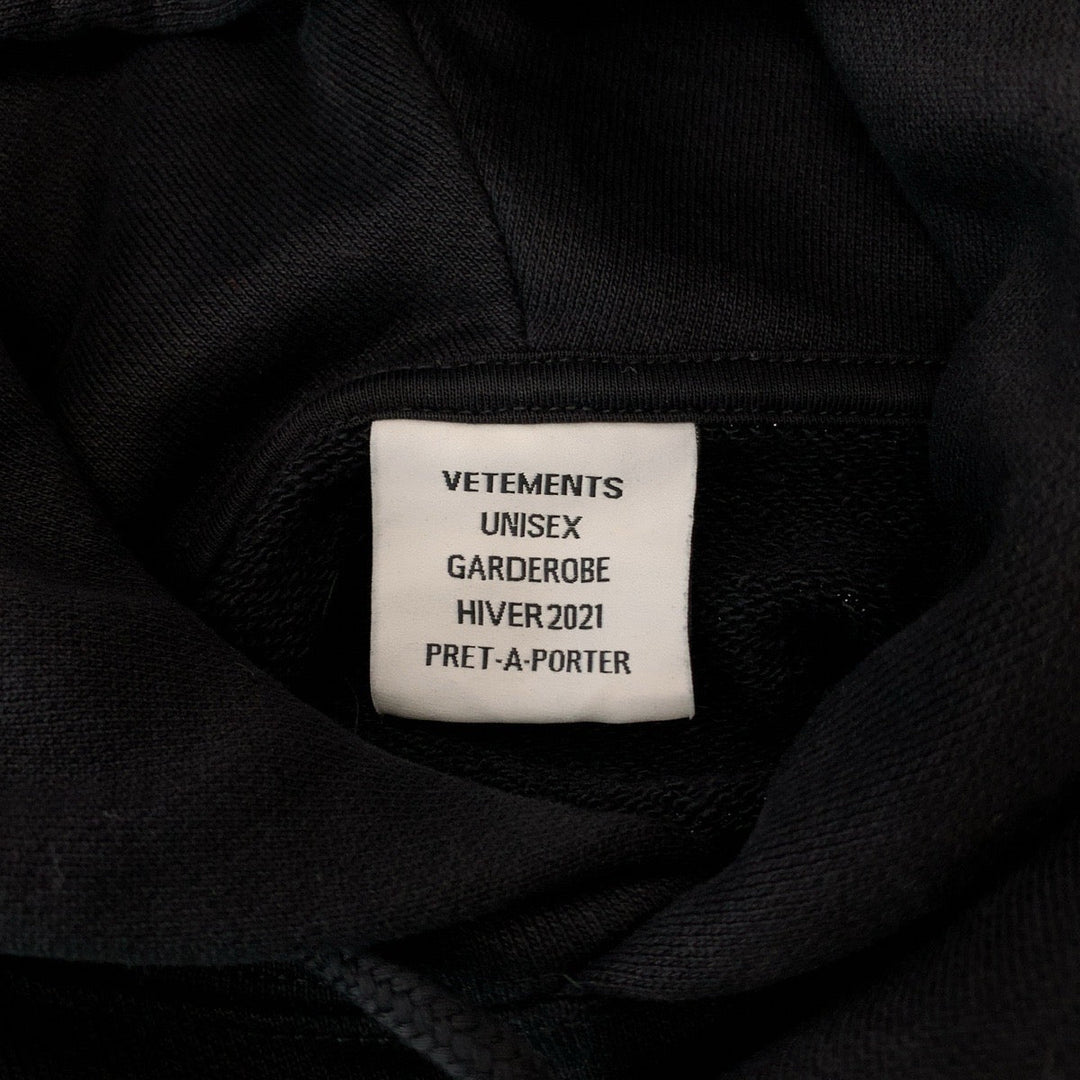 VETEMENTS
UNISEX
GARDEROBE
HIVER 2021
PRET-A-PORTER